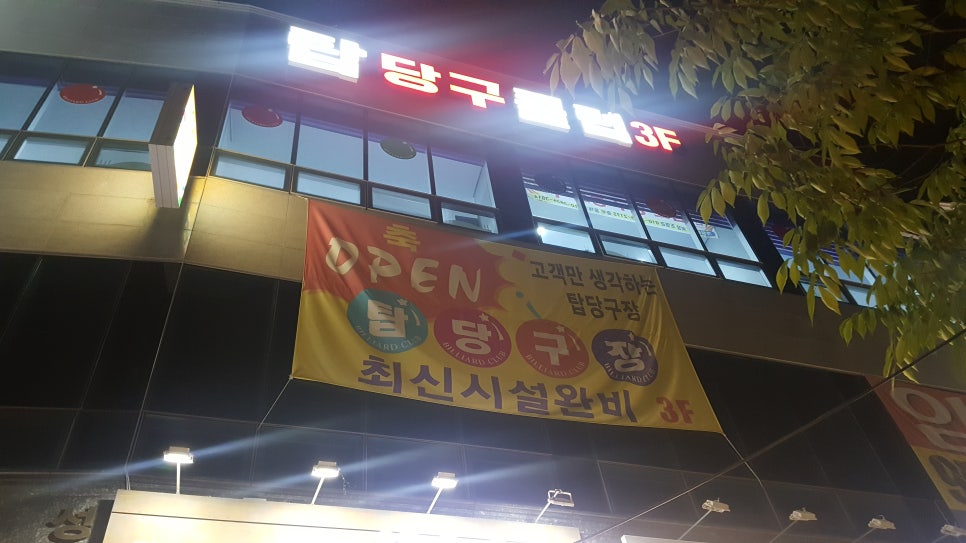 탑당구클럽 3F
축
OPEN
고객만 생각하는
탑당구장
탑당구장
BILLIARD CLUB BILLIARD CLUB BILLIARD CLUB BILLIARD CLUB
최신시설완비 3F